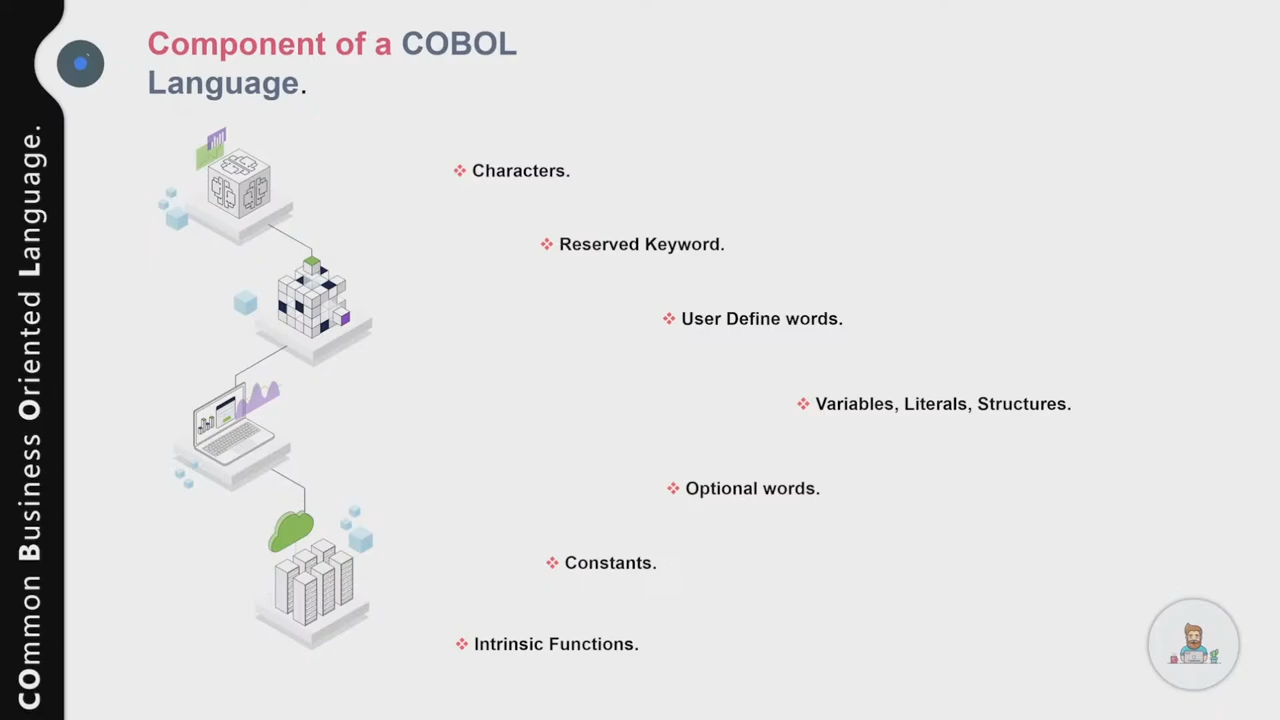 Component of a COBOL
Language.
Characters.
Reserved Keyword.
User Define words.
Variables, Literals, Structures.
Optional words.
Constants.
Intrinsic Functions.
COmmon Business Oriented Language.